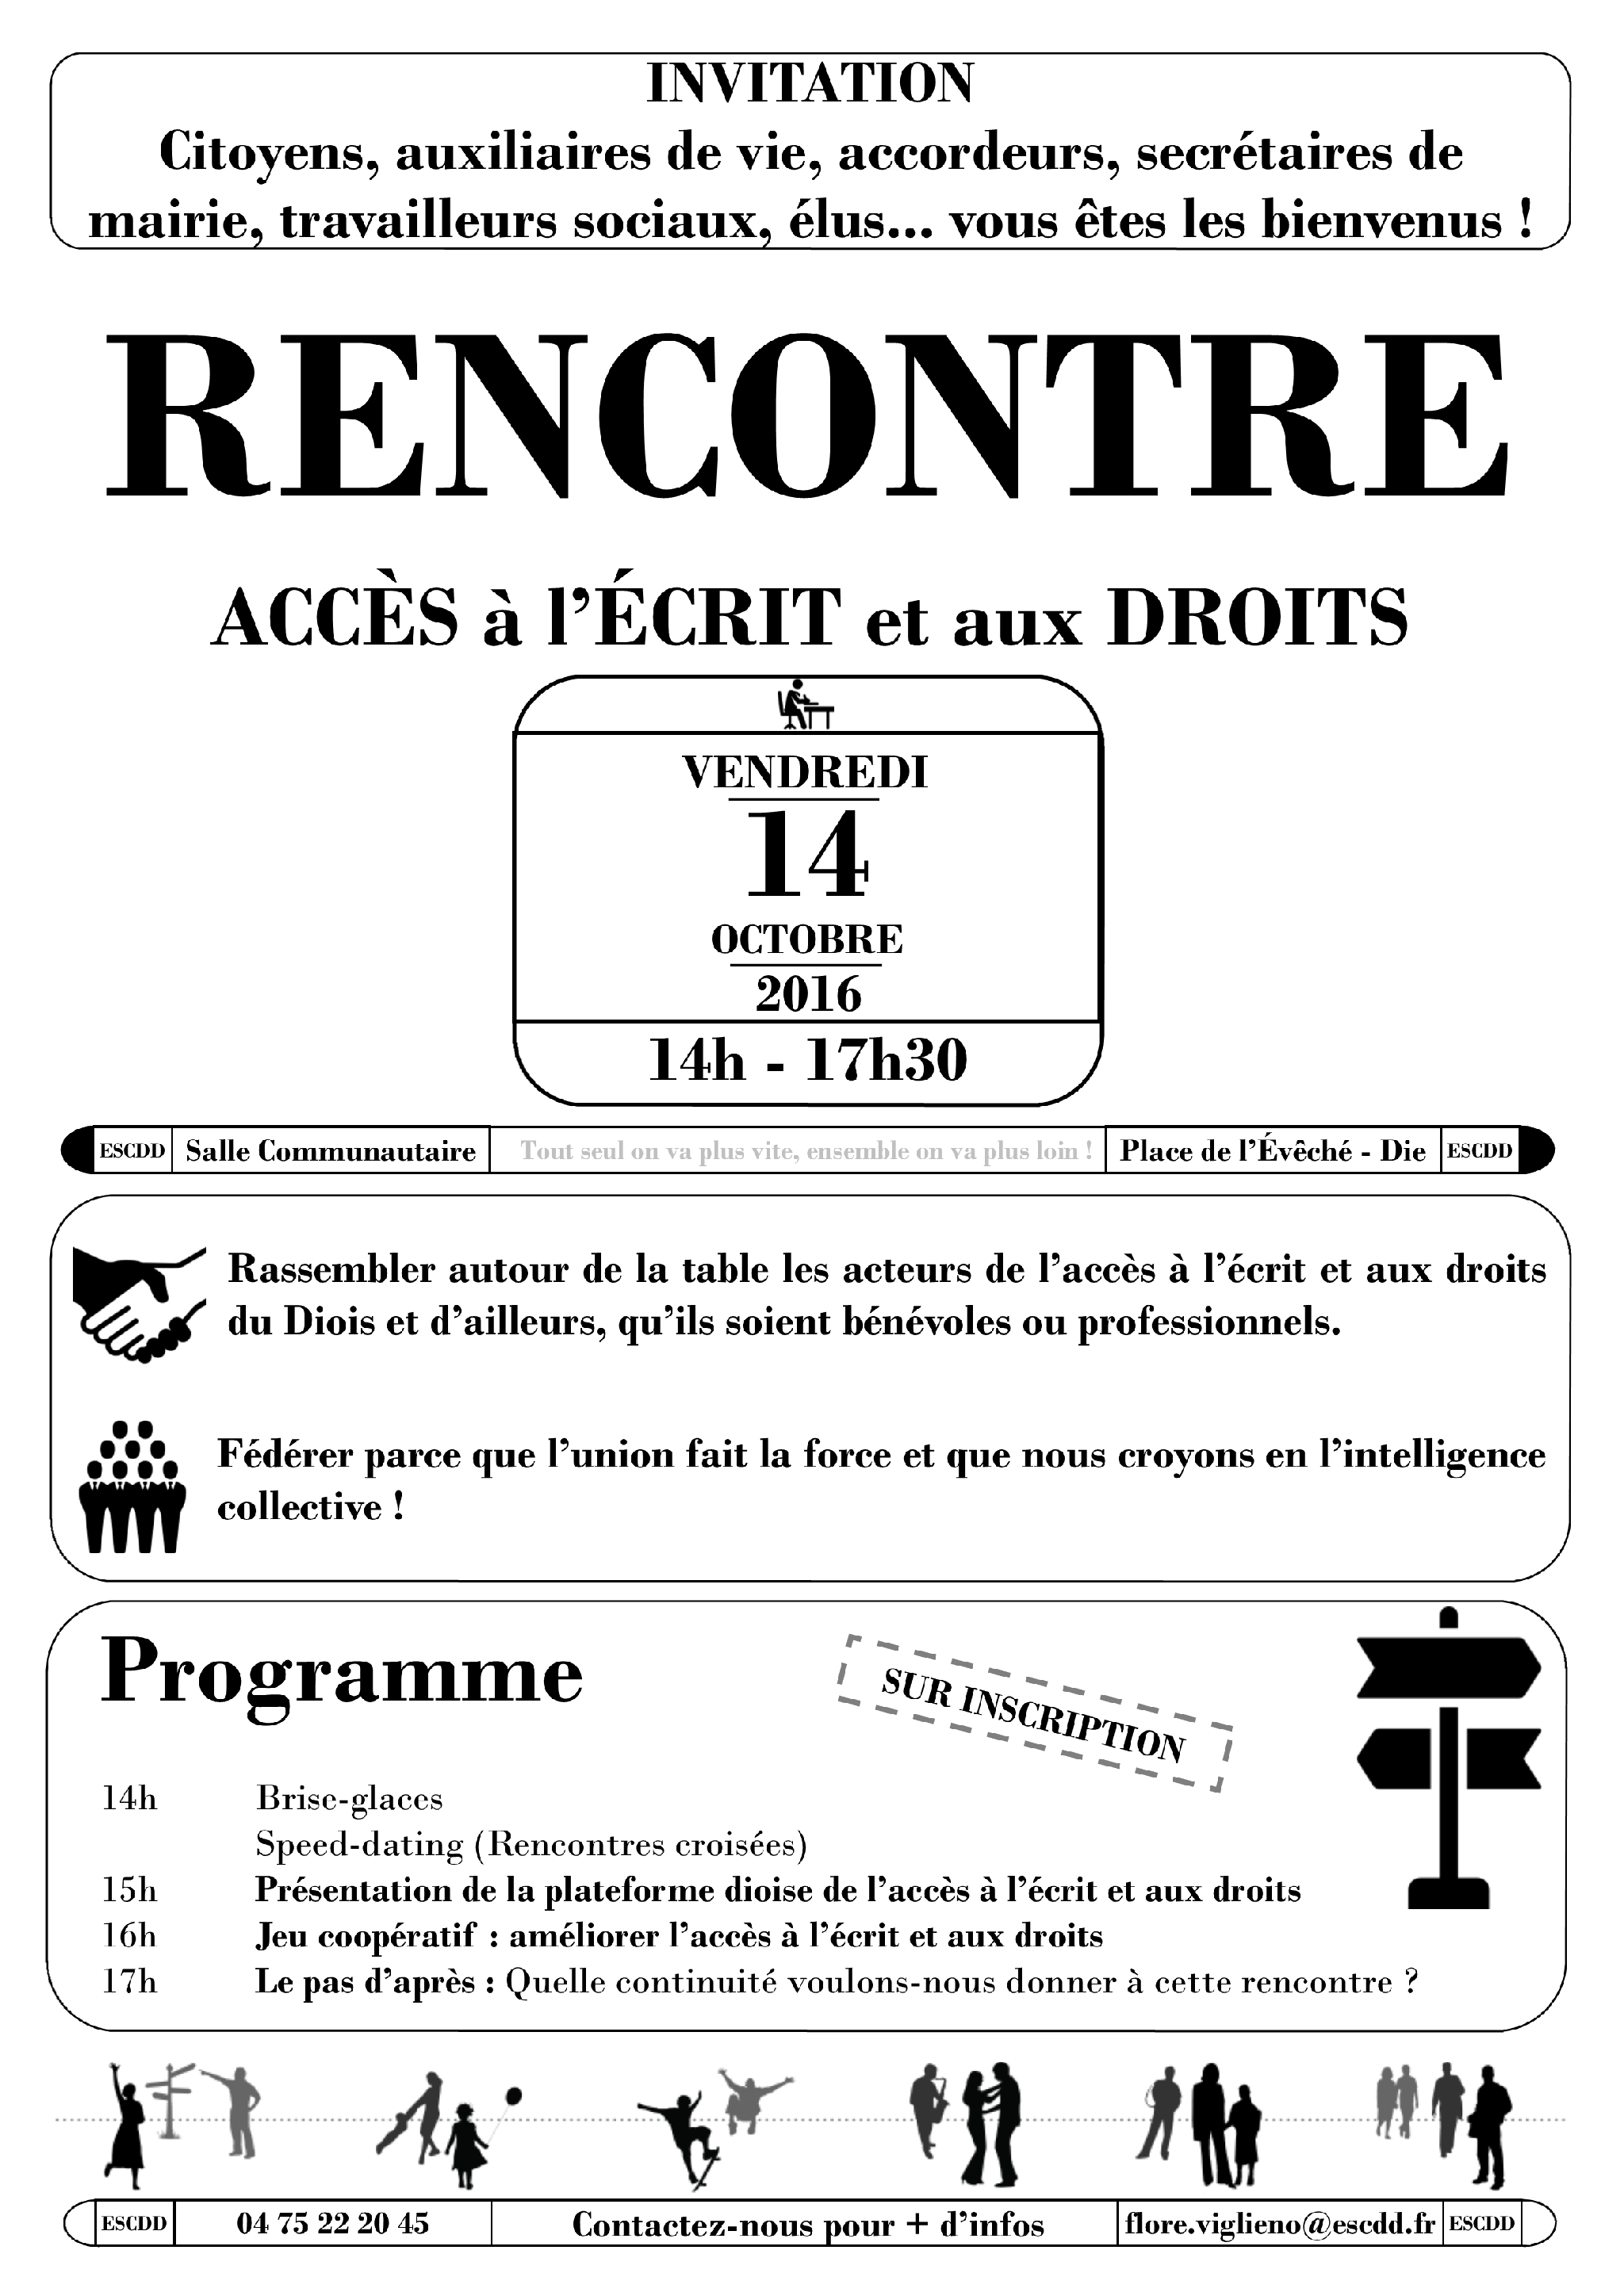 INVITATION
Citoyens, auxiliaires de vie, accordeurs, secrétaires de
mairie, travailleurs sociaux, élus... vous êtes les bienvenus !
RENCONTRE
ACCÈS à l'ÉCRIT et aux DROITS
VENDREDI
14
OCTOBRE
2016
14h - 17h30
ESCDD Salle Communautaire Tout seul on va plus vite, ensemble on va plus loin ! Place de l'Évêché - Die ESCDD
Rassembler autour de la table les acteurs de l'accès à l'écrit et aux droits
du Diois et d'ailleurs, qu'ils soient bénévoles ou professionnels.
Fédérer parce que l'union fait la force et que nous croyons en l'intelligence
collective !
Programme
SUR INSCRIPTION
14h Brise-glaces
Speed-dating (Rencontres croisées)
15h Présentation de la plateforme dioise de l'accès à l'écrit et aux droits
16h Jeu coopératif : améliorer l'accès à l'écrit et aux droits
17h Le pas d'après : Quelle continuité voulons-nous donner à cette rencontre ?
ESCDD 04 75 22 20 45 Contactez-nous pour + d'infos flore.viglieno@escdd.fr ESCDD